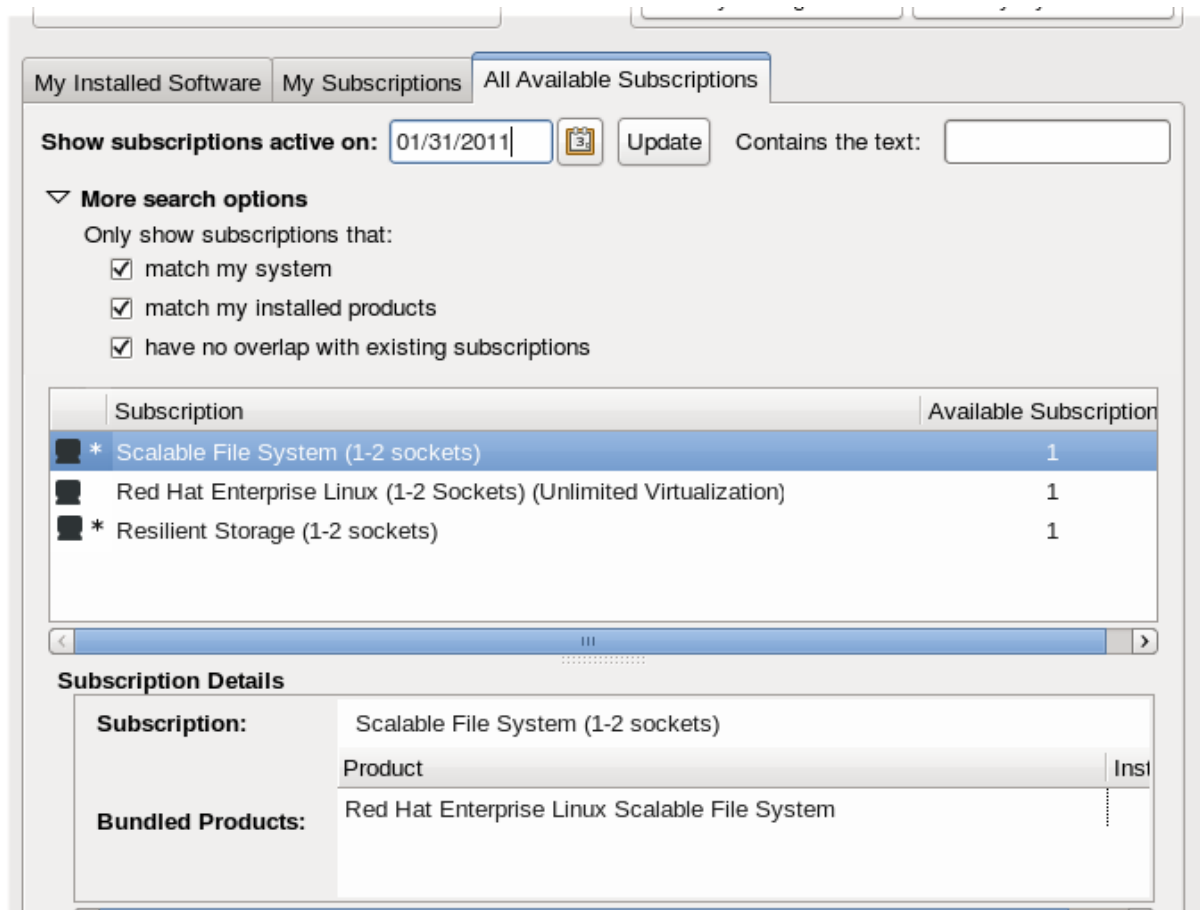 My Installed Software My Subscriptions All Available Subscriptions
Show subscriptions active on: 01/31/2011 Update Contains the text:
More search options
Only show subscriptions that:
match my system
match my installed products
have no overlap with existing subscriptions
Subscription Available Subscription
* Scalable File System (1-2 sockets) 1
Red Hat Enterprise Linux (1-2 Sockets) (Unlimited Virtualization) 1
* Resilient Storage (1-2 sockets) 1
Subscription Details
Subscription: Scalable File System (1-2 sockets)
Product Inst
Bundled Products: Red Hat Enterprise Linux Scalable File System